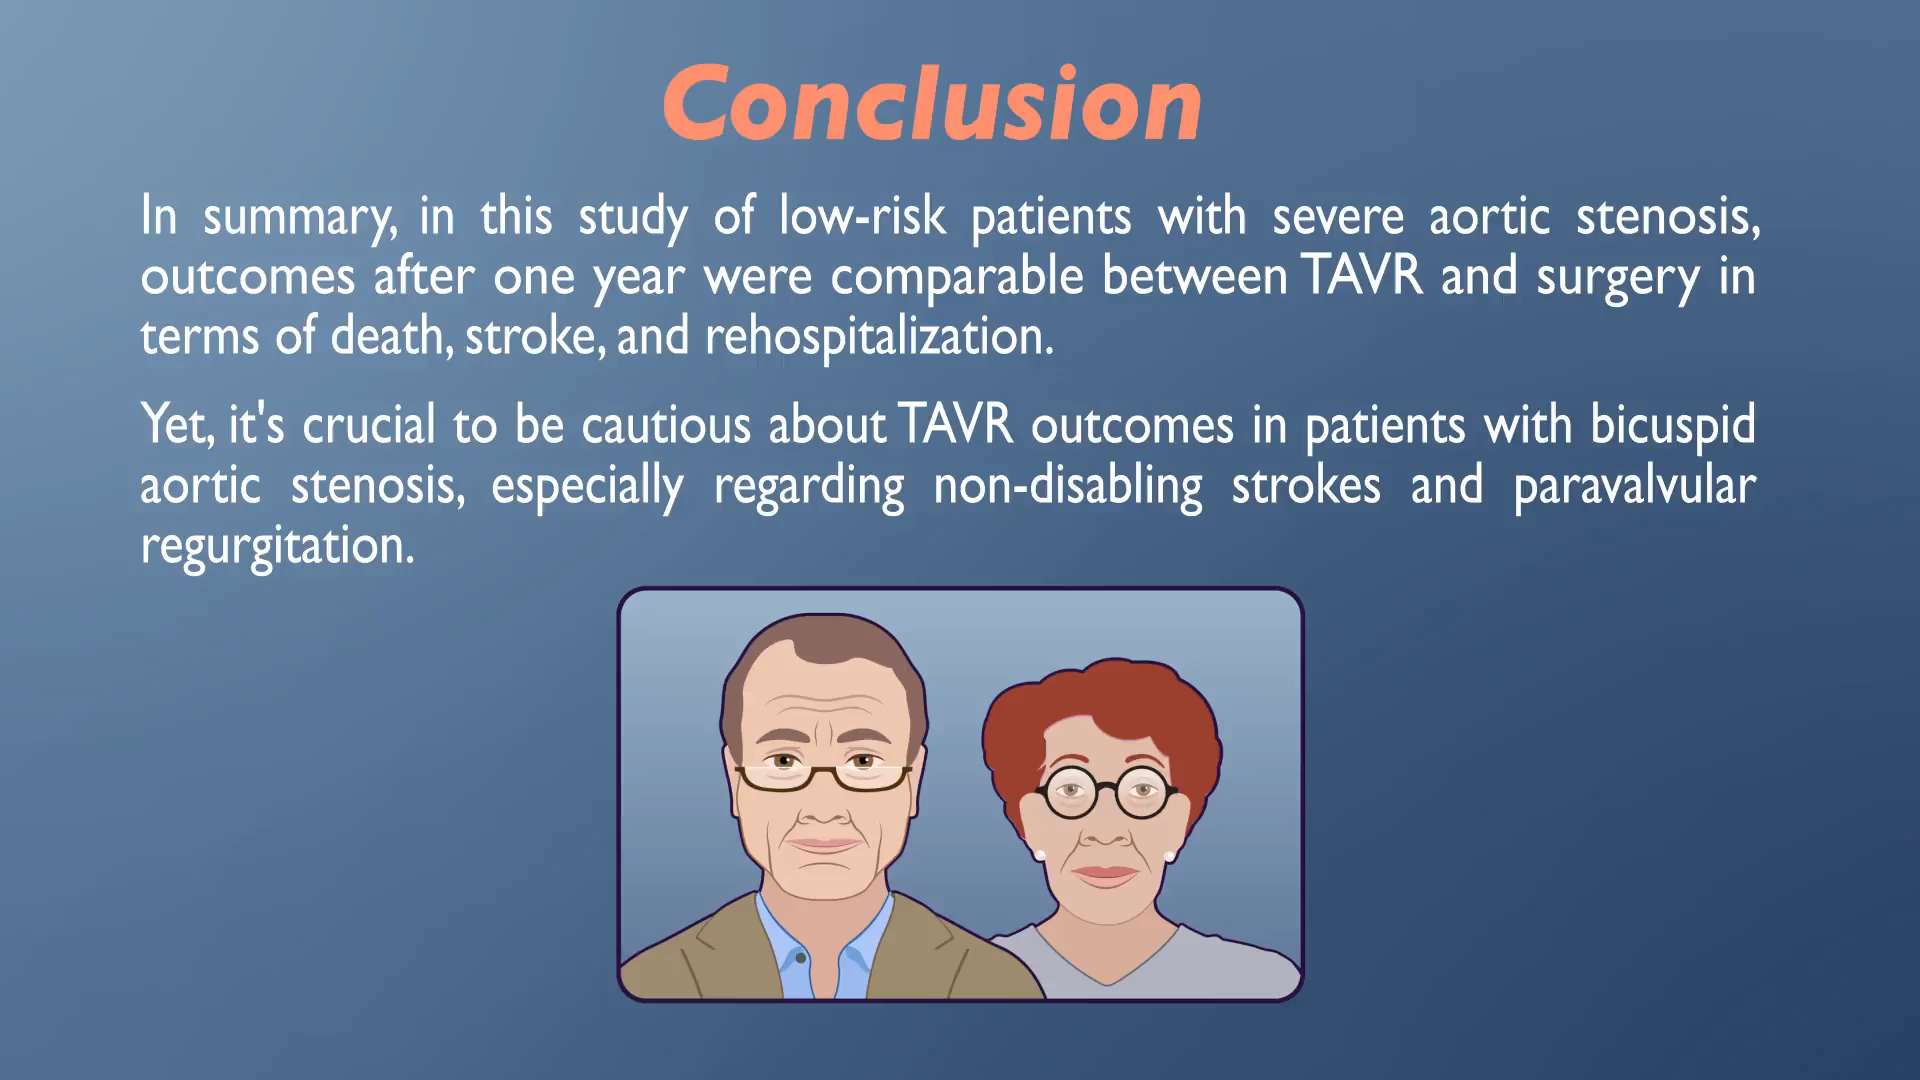 Conclusion
In summary, in this study of low-risk patients with severe aortic stenosis,
outcomes after one year were comparable between TAVR and surgery in
terms of death, stroke, and rehospitalization.
Yet, it's crucial to be cautious about TAVR outcomes in patients with bicuspid
aortic stenosis, especially regarding non-disabling strokes and paravalvular
regurgitation.